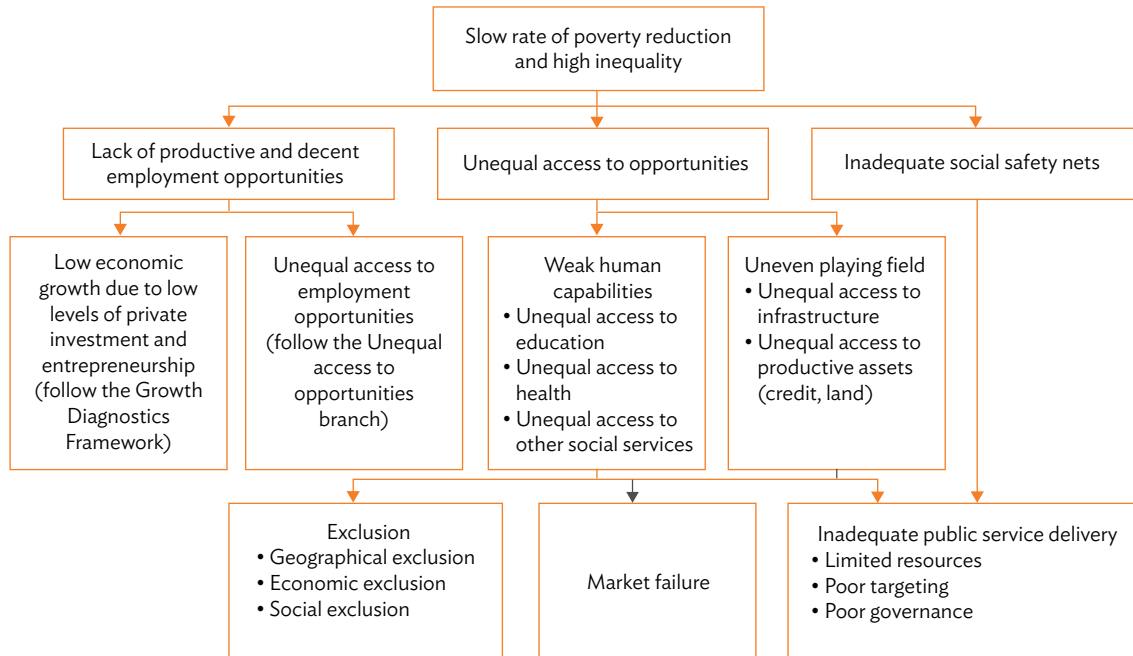 Slow rate of poverty reduction
and high inequality
Lack of productive and decent
employment opportunities
Unequal access to opportunities
Inadequate social safety nets
Low economic
growth due to low
levels of private
investment and
entrepreneurship
(follow the Growth
Diagnostics
Framework)
Unequal access to
employment
opportunities
(follow the Unequal
access to
opportunities
branch)
Weak human
capabilities
• Unequal access to
education
• Unequal access to
health
• Unequal access to
other social services
Uneven playing field
• Unequal access to
infrastructure
• Unequal access to
productive assets
(credit, land)
Exclusion
• Geographical exclusion
• Economic exclusion
• Social exclusion
Market failure
Inadequate public service delivery
• Limited resources
• Poor targeting
• Poor governance